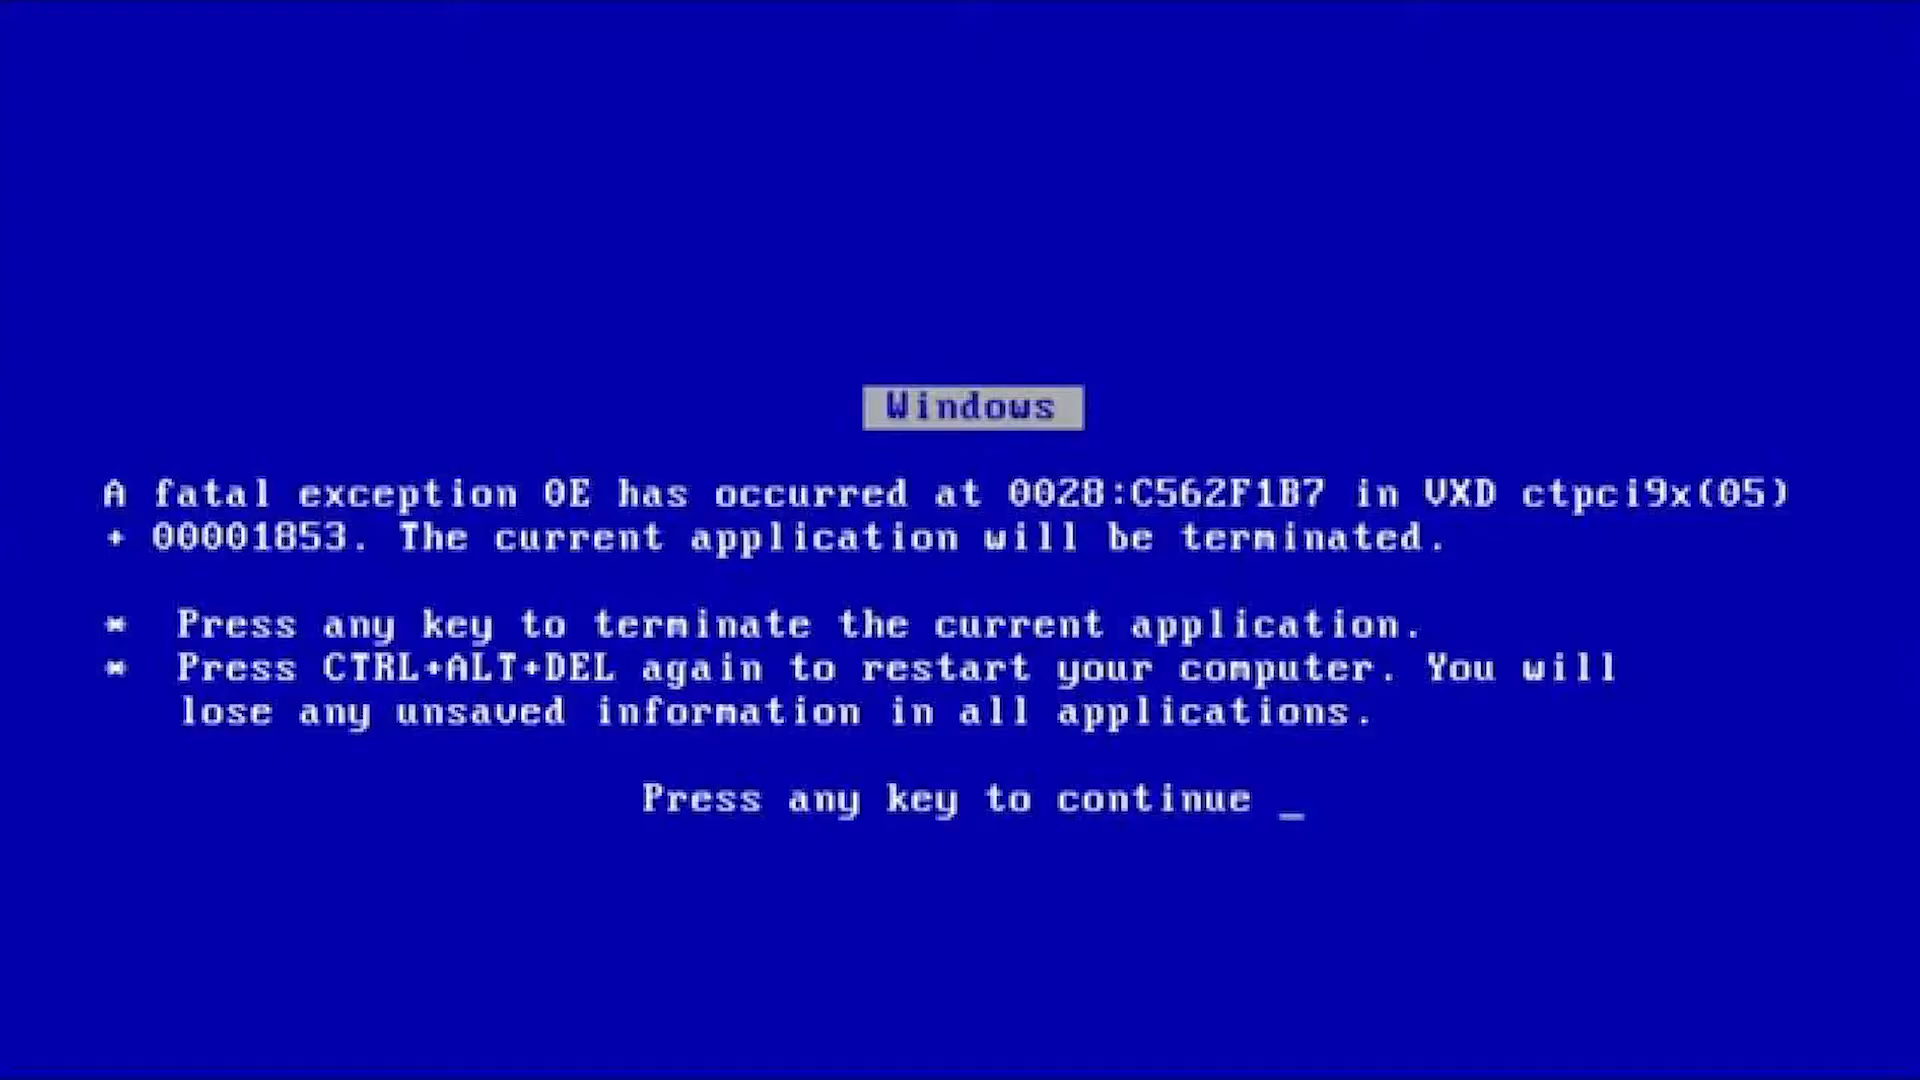 Windows
A fatal exception 0E has occurred at 0028:C562F1B7 in VXD ctpci9x(05)
+ 00001853. The current application will be terminated.
* Press any key to terminate the current application.
* Press CTRL+ALT+DEL again to restart your computer. You will
lose any unsaved information in all applications.
Press any key to continue _